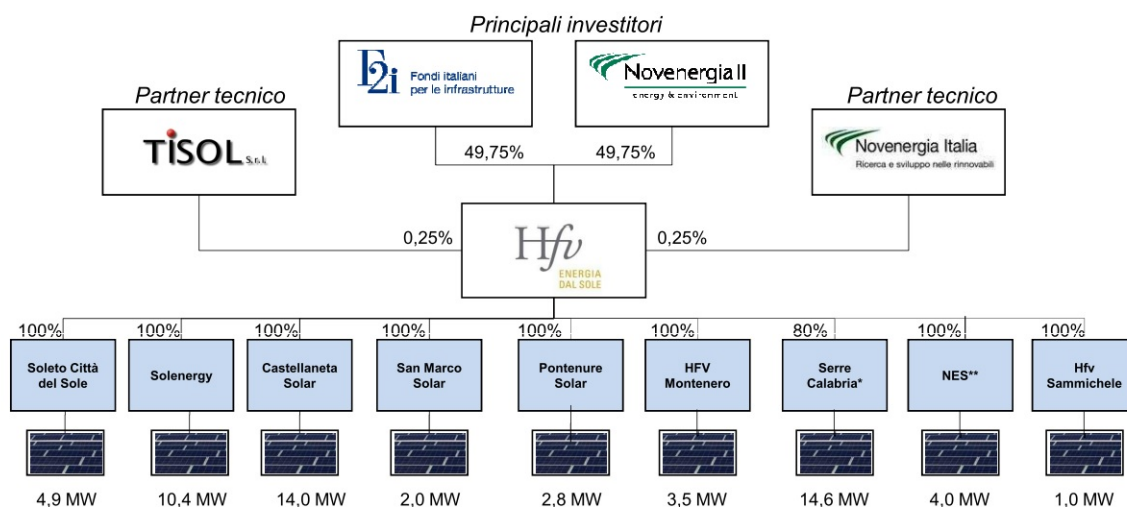 Principali investitori
F2i
Fondi italiani
per le infrastrutture
Novenergia II
energy & environment
Partner tecnico
Partner tecnico
TiSOL S.r.l.
Novenergia Italia
Ricerca e sviluppo nelle rinnovabili
49,75%
49,75%
0,25%
0,25%
Hfv
ENERGIA
DAL SOLE
100%
100%
100%
100%
100%
100%
80%
100%
100%
Soleto Città
del Sole
Solenergy
Castellaneta
Solar
San Marco
Solar
Pontenure
Solar
HFV
Montenero
Serre
Calabria*
NES**
Hfv
Sammichele
4,9 MW
10,4 MW
14,0 MW
2,0 MW
2,8 MW
3,5 MW
14,6 MW
4,0 MW
1,0 MW